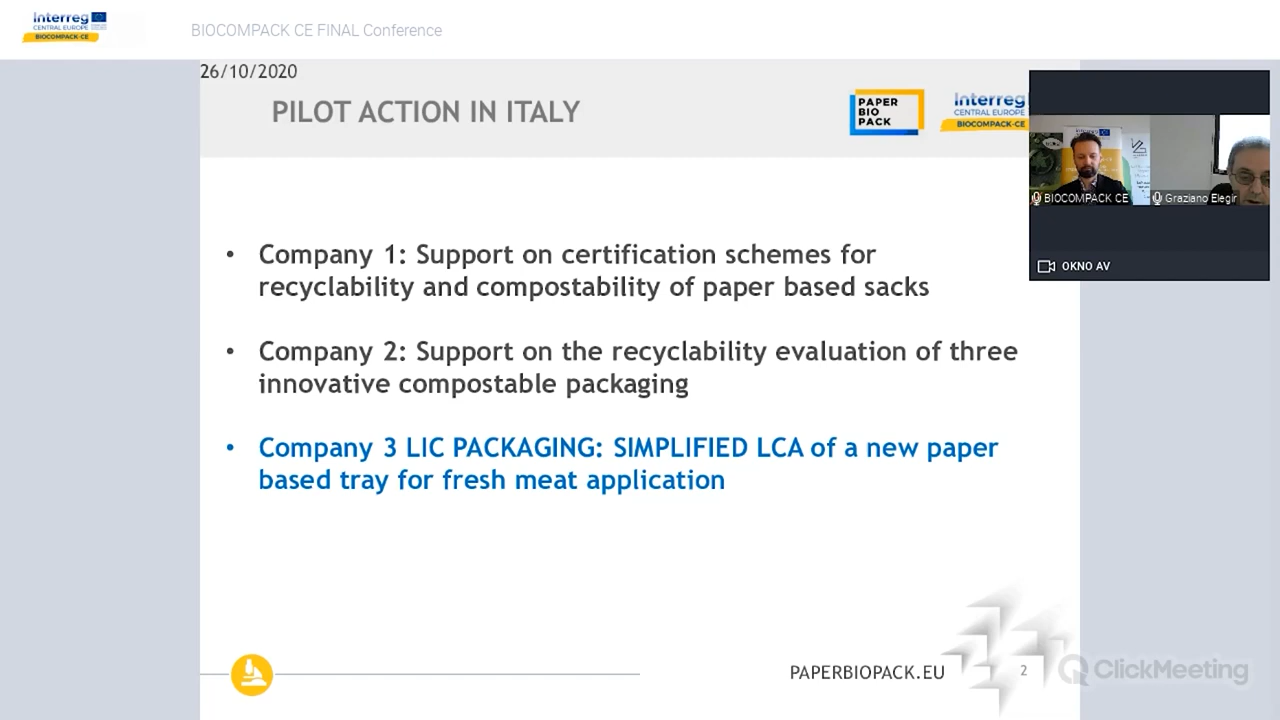 Interreg
CENTRAL EUROPE
BIOCOMPACK-CE
BIOCOMPACK CE FINAL Conference
26/10/2020
PILOT ACTION IN ITALY
PAPER
BIO
PACK
Interreg
CENTRAL EUROPE
BIOCOMPACK-CE
BIOCOMPACK CE
Graziano Elegir
OKNO AV
• Company 1: Support on certification schemes for
recyclability and compostability of paper based sacks
• Company 2: Support on the recyclability evaluation of three
innovative compostable packaging
• Company 3 LIC PACKAGING: SIMPLIFIED LCA of a new paper
based tray for fresh meat application
PAPERBIOPACK.EU
2
ClickMeeting